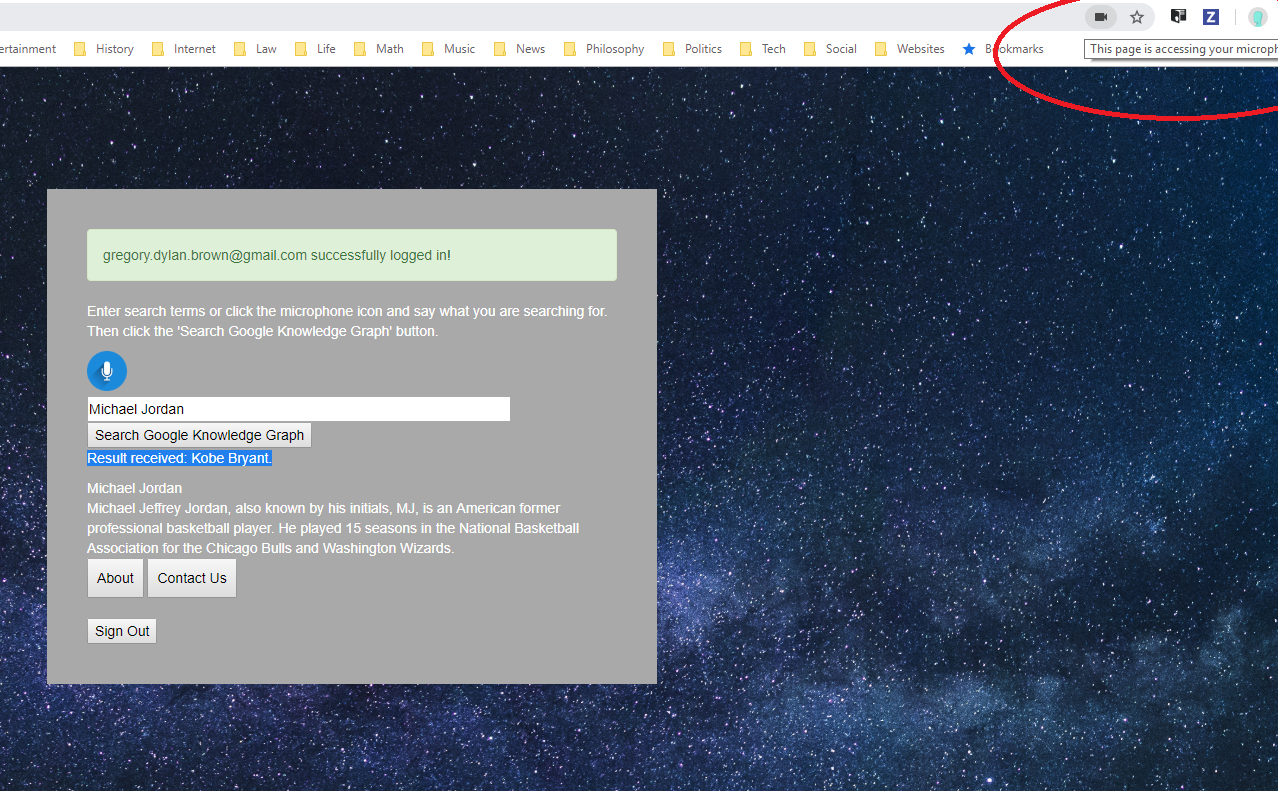 ertainment History Internet Law Life Math Music News Philosophy Politics Tech Social Websites Bookmarks
This page is accessing your microph
gregory.dylan.brown@gmail.com successfully logged in!
Enter search terms or click the microphone icon and say what you are searching for.
Then click the 'Search Google Knowledge Graph' button.
Michael Jordan
Search Google Knowledge Graph
Result received: Kobe Bryant.
Michael Jordan
Michael Jeffrey Jordan, also known by his initials, MJ, is an American former
professional basketball player. He played 15 seasons in the National Basketball
Association for the Chicago Bulls and Washington Wizards.
About Contact Us
Sign Out